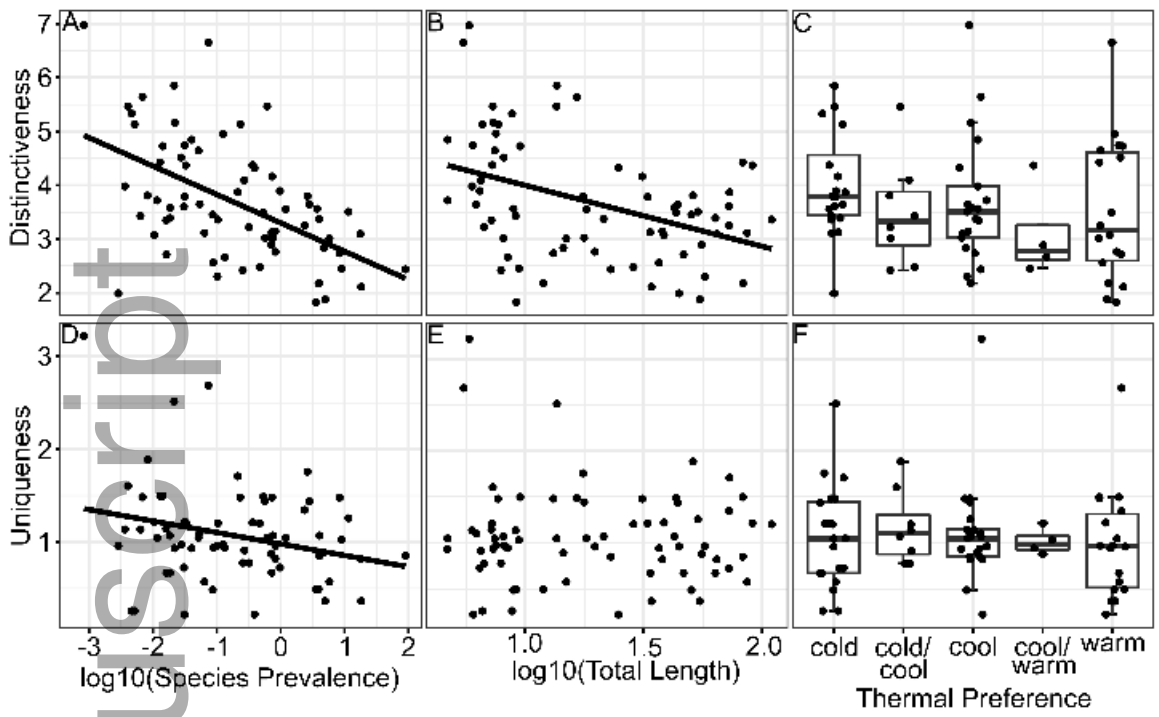 A
B
C
7
6
5
4
3
2
Distinctiveness
D
E
F
3
2
1
Uniqueness
-3 -2 -1 0 1 2
log10(Species Prevalence)
1.0 1.5 2.0
log10(Total Length)
cold cold/cool cool cool/warm warm
Thermal Preference
uscript